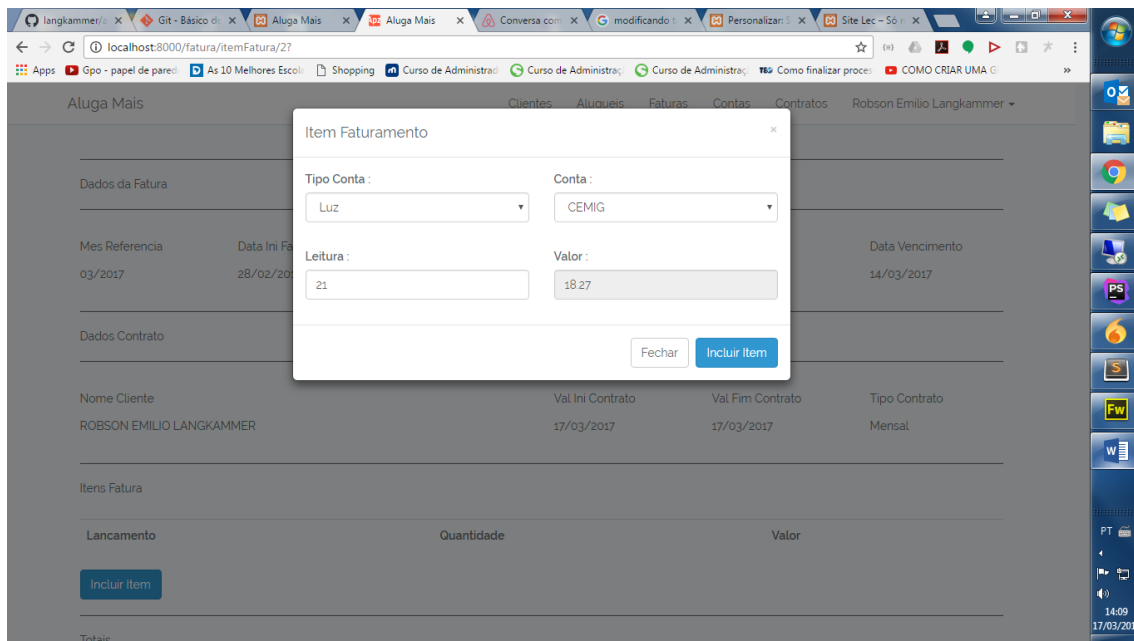 langkammer/a
Git - Básico de
Aluga Mais
Aluga Mais
Conversa com
modificando t
Personalizar: S
Site Lec – Só n
localhost:8000/fatura/itemFatura/2?
Apps
Gpo - papel de pared
As 10 Melhores Escola
Shopping
Curso de Administrad
Curso de Administraç
Curso de Administraç
Como finalizar proces
COMO CRIAR UMA G
Aluga Mais
Clientes Alugueis Faturas Contas Contratos Robson Emilio Langkammer
Item Faturamento
×
Dados da Fatura
Tipo Conta : Conta :
Luz CEMIG
Mes Referencia Data Ini Fa Data Vencimento
Leitura : Valor :
03/2017 28/02/201 14/03/2017
21 18.27
Dados Contrato
Fechar Incluir Item
Nome Cliente Val Ini Contrato Val Fim Contrato Tipo Contrato
ROBSON EMILIO LANGKAMMER 17/03/2017 17/03/2017 Mensal
Itens Fatura
Lancamento Quantidade Valor
Incluir Item
Totais
PS
S
Fw
W
PT
14:09
17/03/201